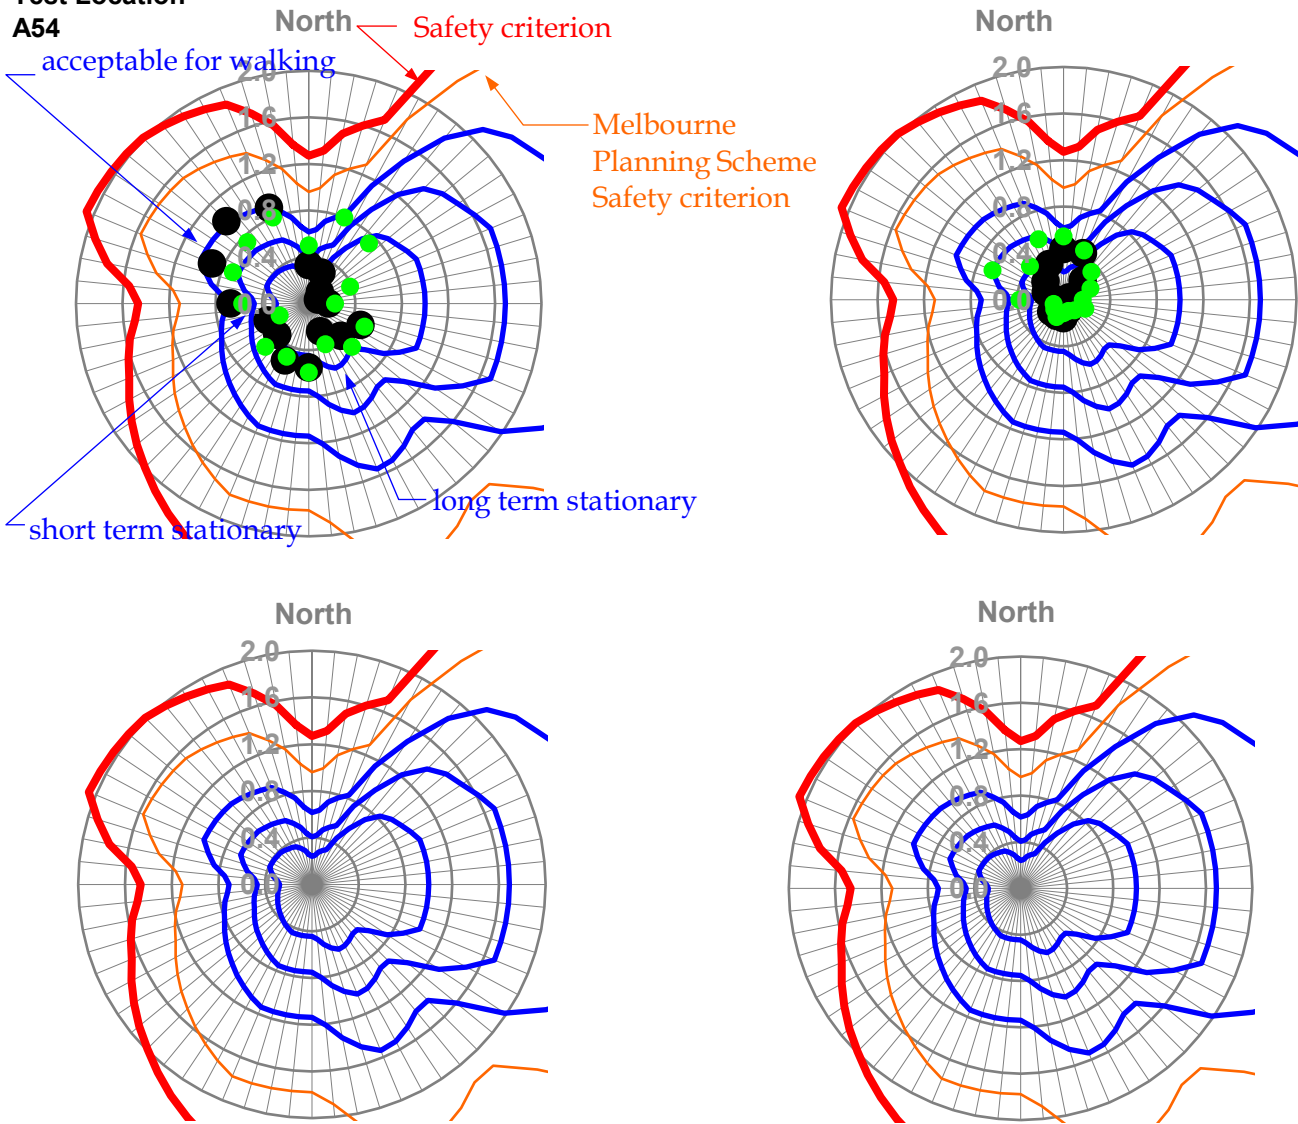 Test Location
A54
North
Safety criterion
acceptable for walking
2.0
1.6
1.2
0.8
0.4
0.0
Melbourne
Planning Scheme
Safety criterion
long term stationary
short term stationary
North
2.0
1.6
1.2
0.8
0.4
0.0
North
2.0
1.6
1.2
0.8
0.4
0.0
North
2.0
1.6
1.2
0.8
0.4
0.0